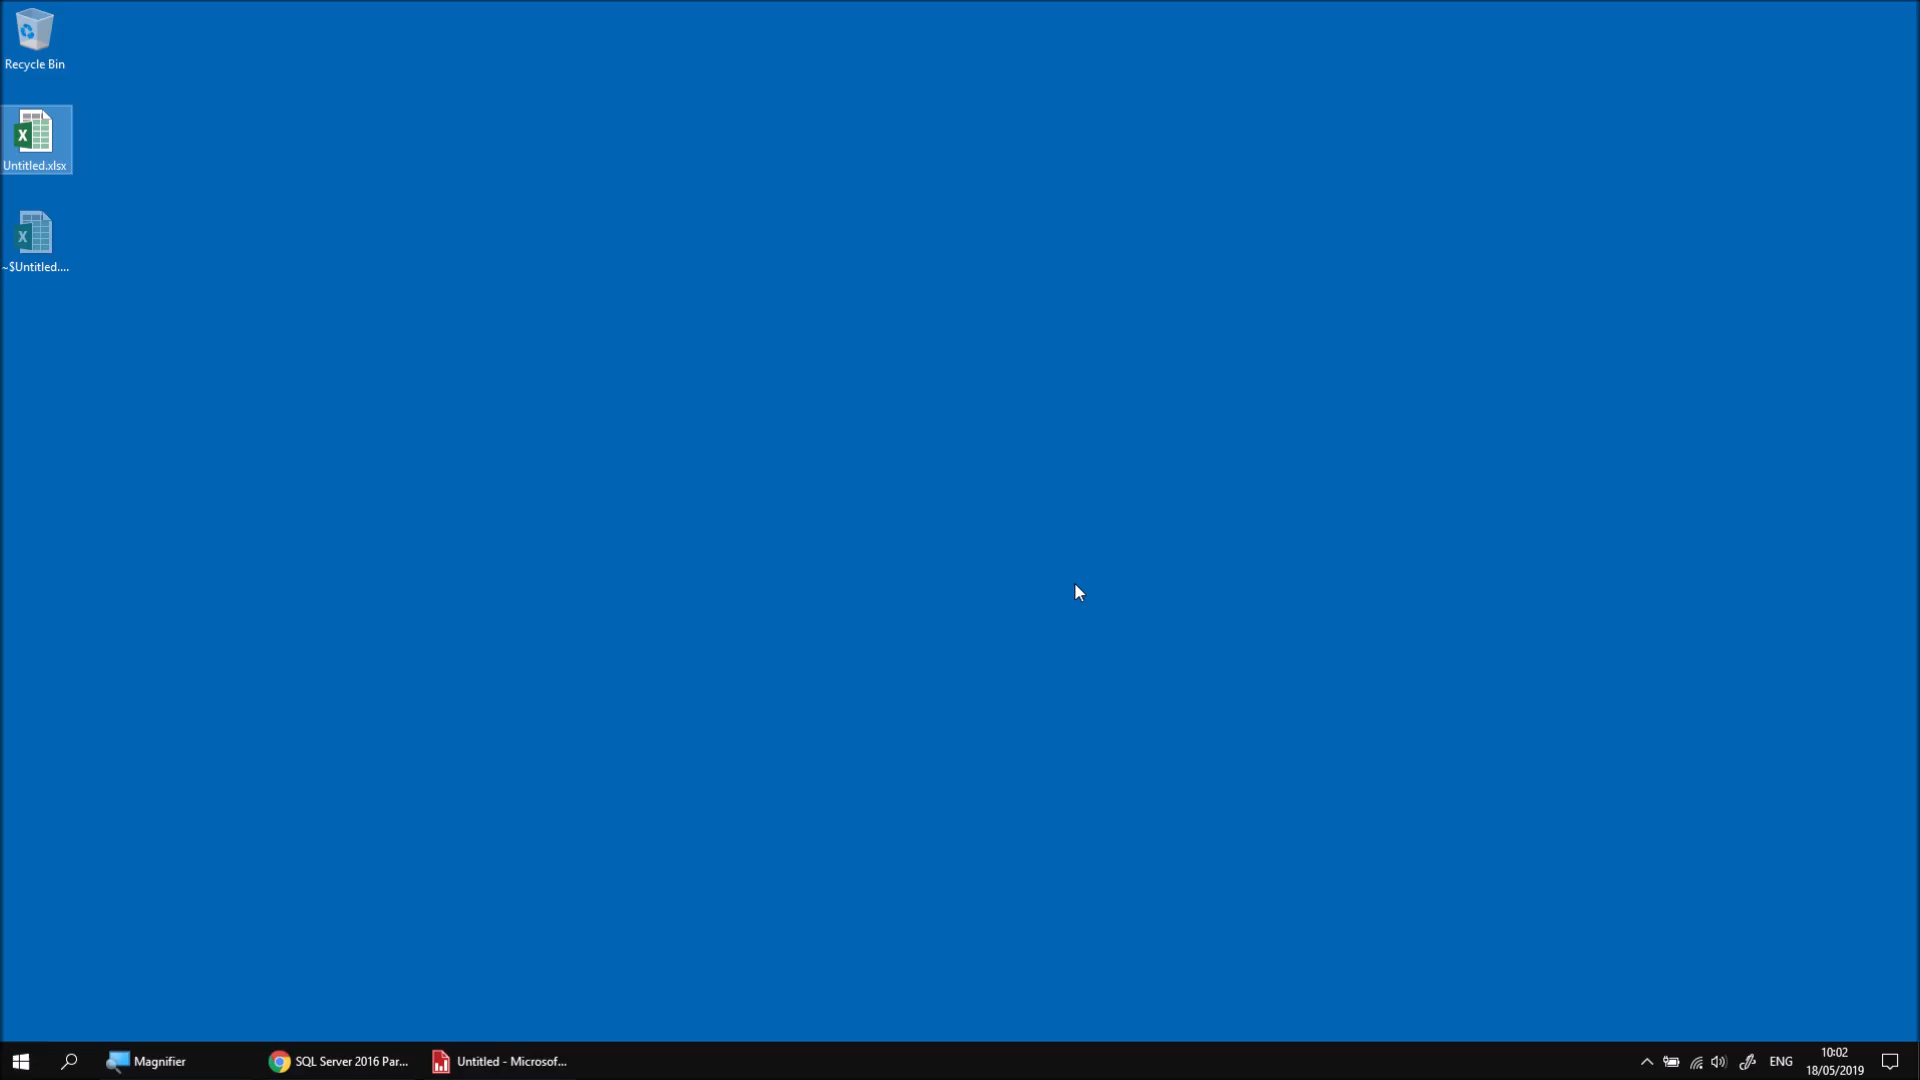 Recycle Bin
Untitled.xlsx
~$Untitled....
Magnifier
SQL Server 2016 Par...
Untitled - Microsof...
ENG
10:02
18/05/2019